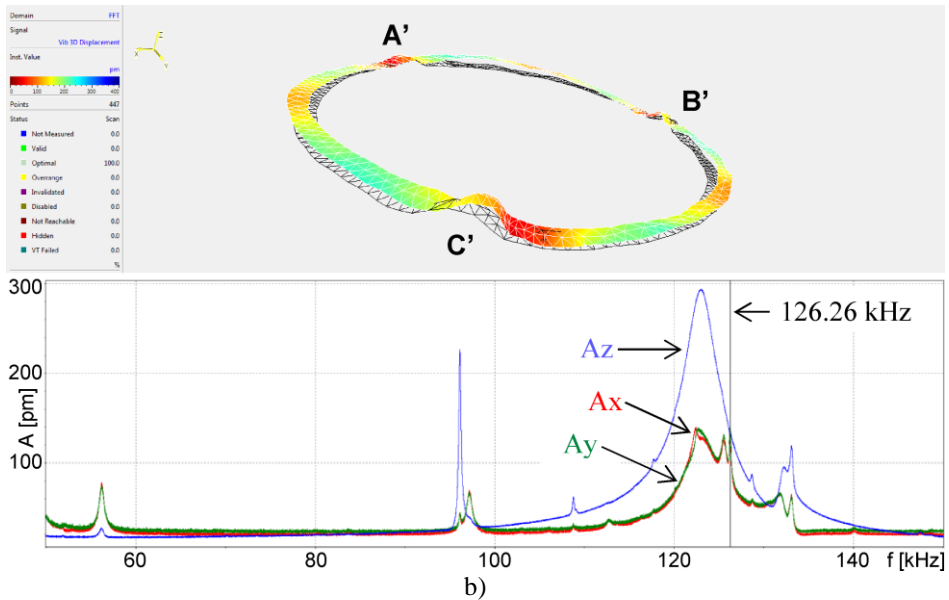 Domain FFT
Signal
Vib 3D Displacement
Inst. Value
pm
0 100 200 300 400
Points 447
Status Scan
Not Measured 0.0
Valid 0.0
Optimal 100.0
Overrange 0.0
Invalidated 0.0
Disabled 0.0
Not Reachable 0.0
Hidden 0.0
VT Failed 0.0
%
Z
X
Y
A’
B’
C’
300
200
A [pm]
100
126.26 kHz
Az
Ax
Ay
60 80 100 120 140 f [kHz]
b)